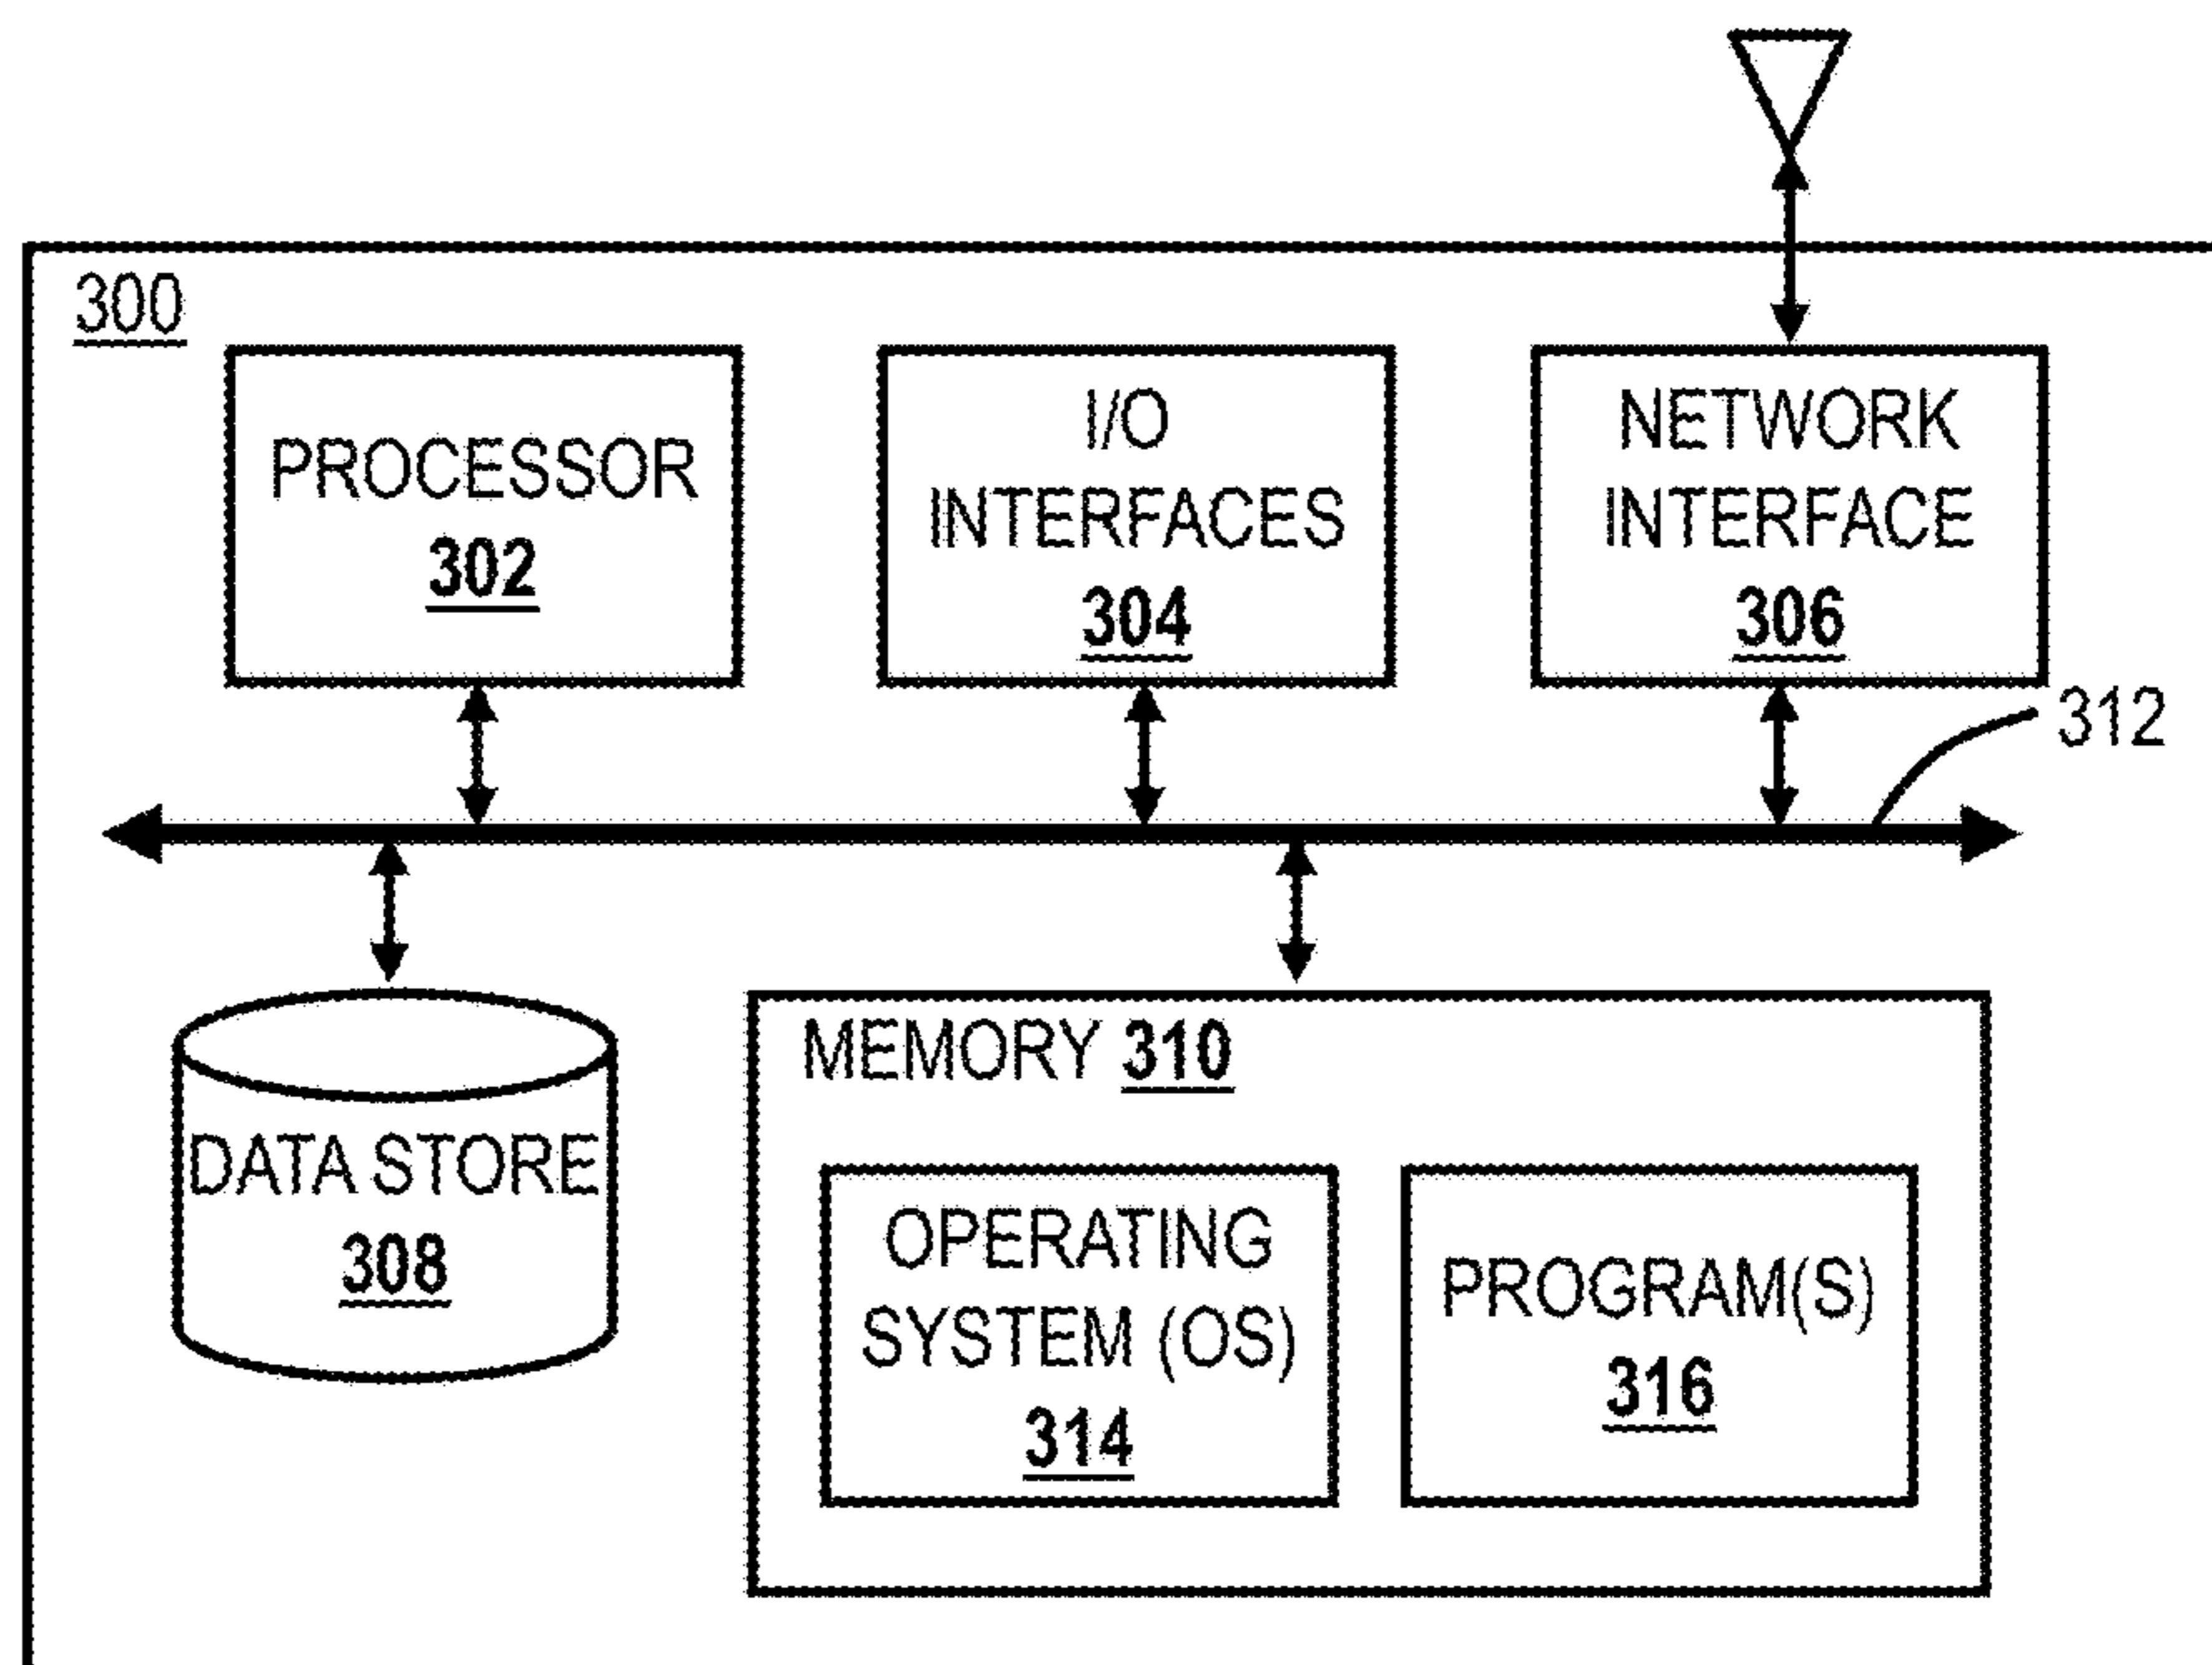 300
PROCESSOR
302
I/O
INTERFACES
304
NETWORK
INTERFACE
306
312
DATA STORE
308
MEMORY 310
OPERATING
SYSTEM (OS)
314
PROGRAM(S)
316